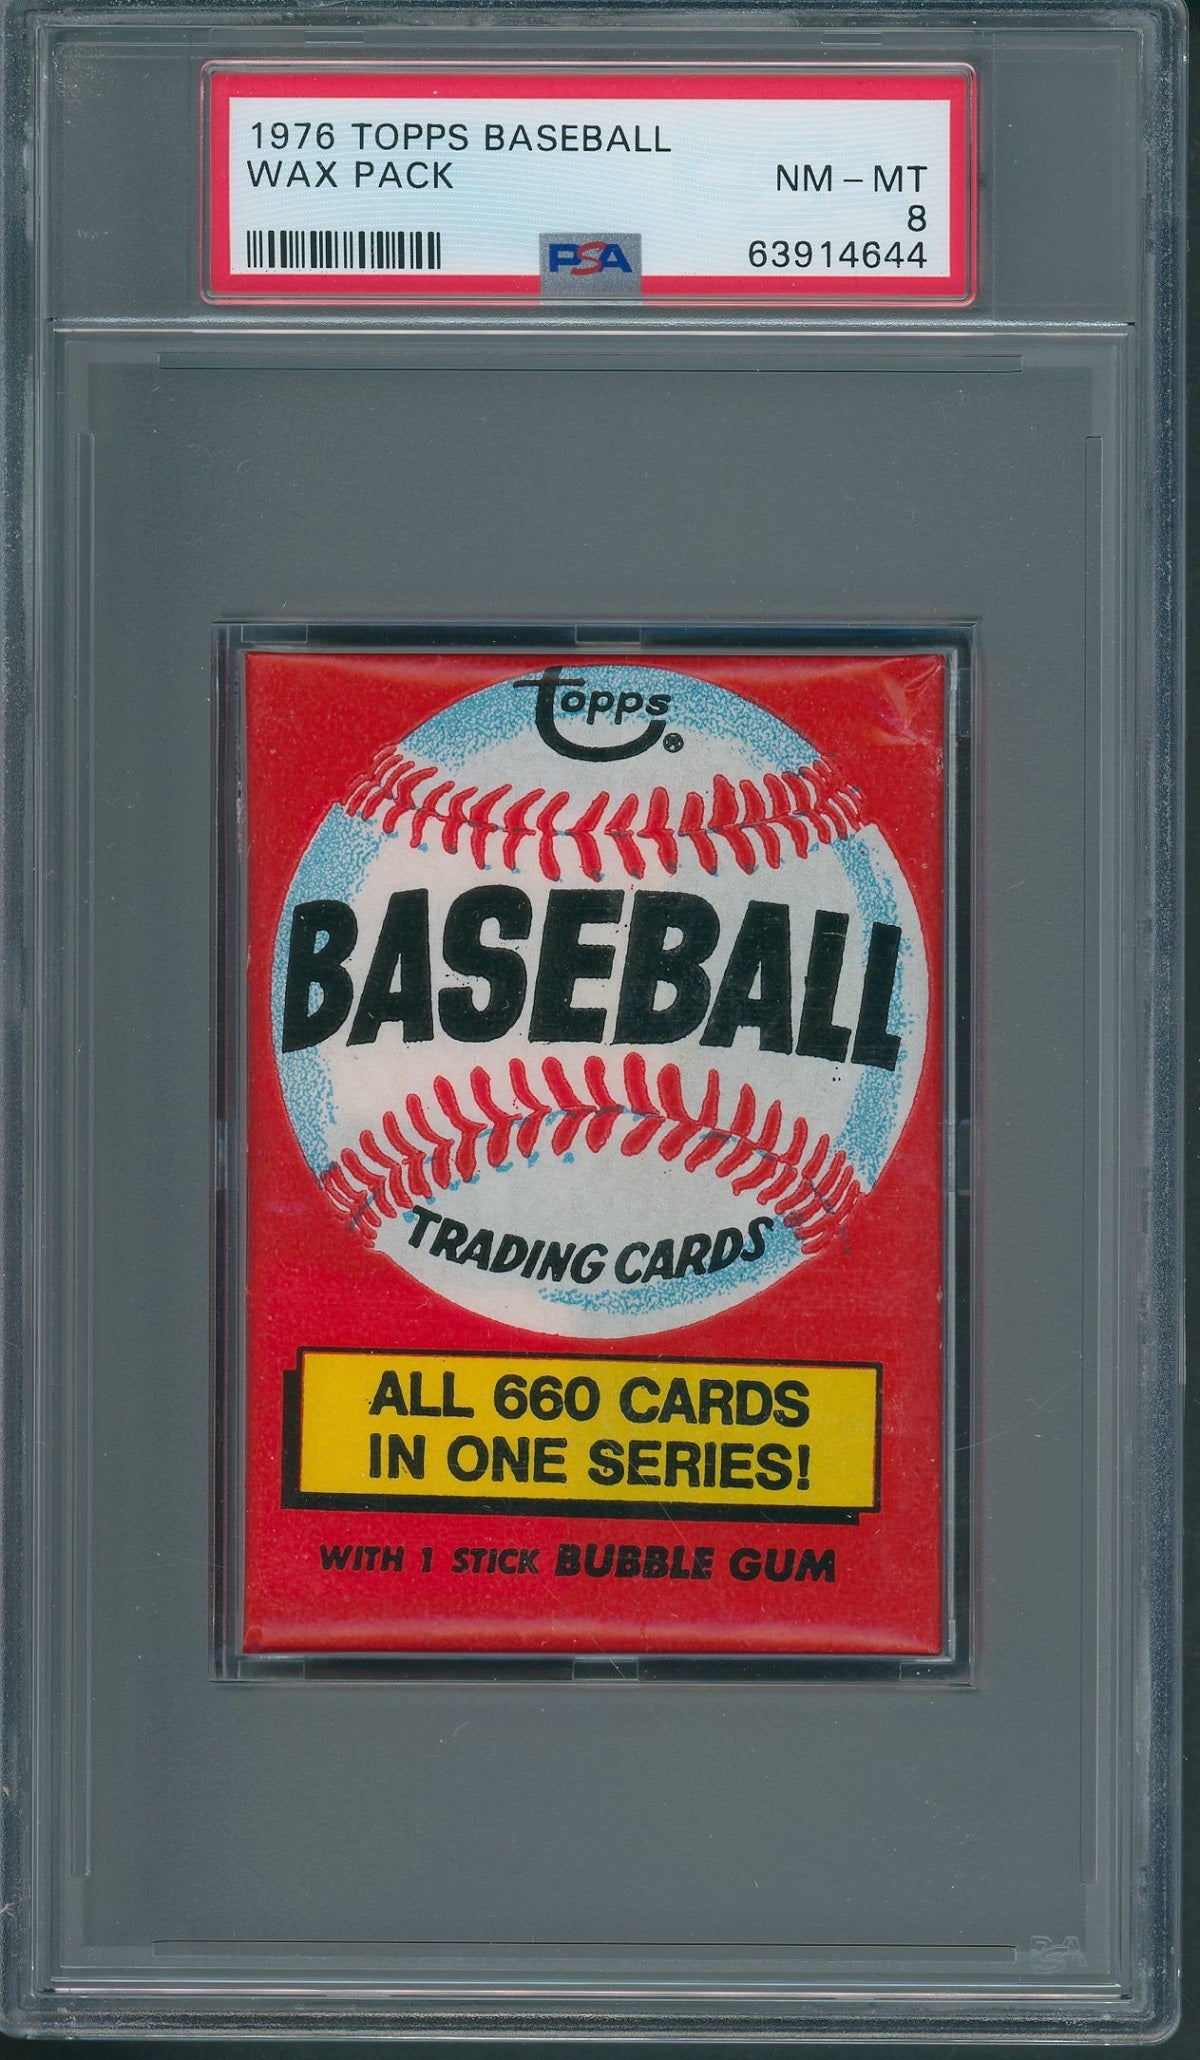 1976 TOPPS BASEBALL
WAX PACK
NM - MT
8
PSA
63914644
Topps ®
BASEBALL
TRADING CARDS
ALL 660 CARDS
IN ONE SERIES!
WITH 1 STICK BUBBLE GUM
PSA